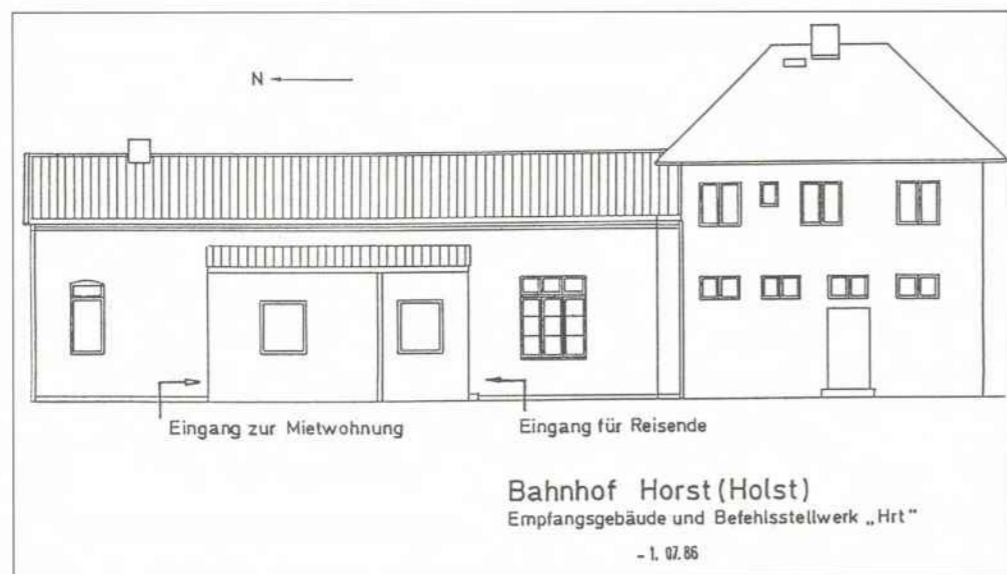 N
Eingang zur Mietwohnung
Eingang für Reisende
Bahnhof Horst (Holst)
Empfangsgebäude und Befehlsstellwerk „Hrt"
- 1. 07. 86